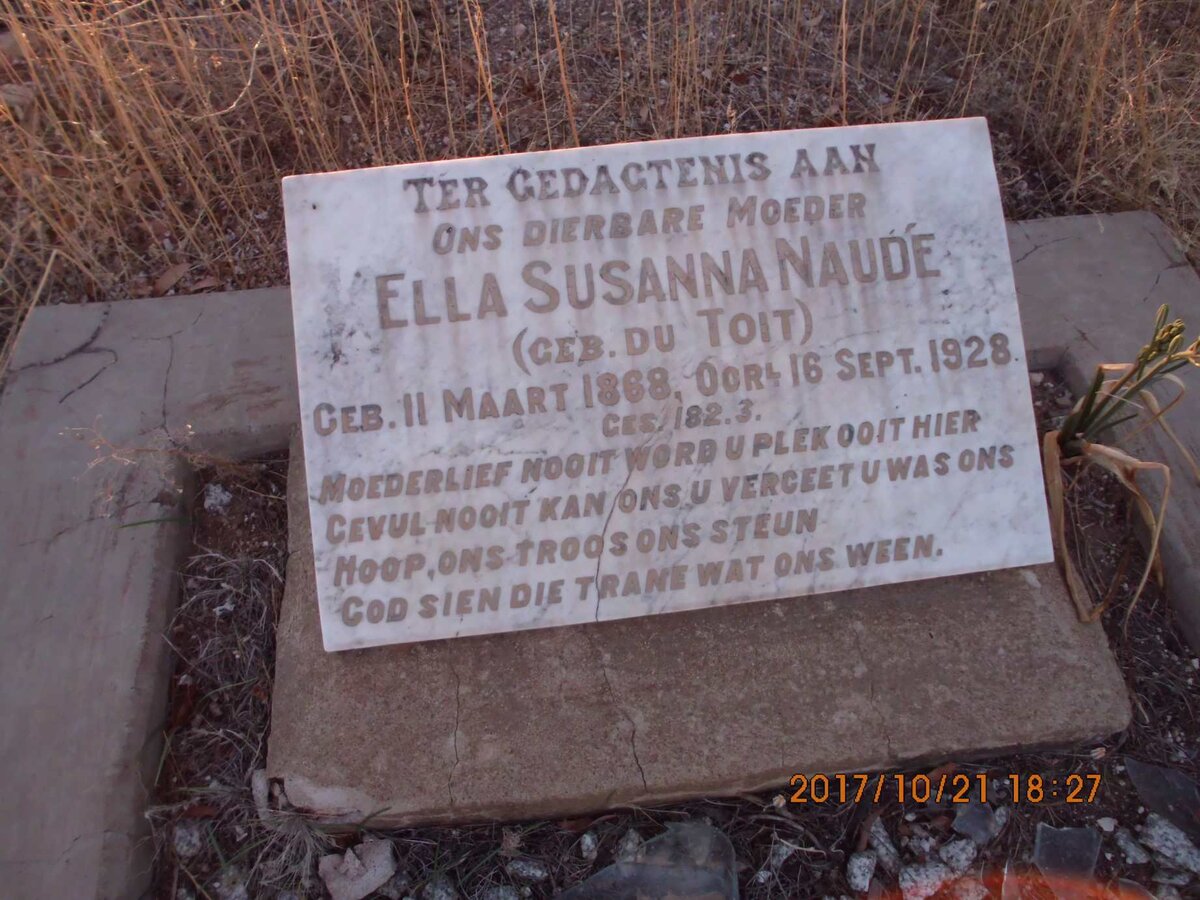 TER GEDAGTENIS AAN
ONS DIERBARE MOEDER
ELLA SUSANNA NAUDÉ
(GEB. DU TOIT)
GEB. 11 MAART 1868, OORL 16 SEPT. 1928.
GES. 182.3.
MOEDERLIEF NOOIT WORD U PLEK OOIT HIER
GEVUL NOOIT KAN ONS U VERGEET U WAS ONS
HOOP, ONS TROOS ONS STEUN
GOD SIEN DIE TRANE WAT ONS WEEN.
2017/10/21 18:27